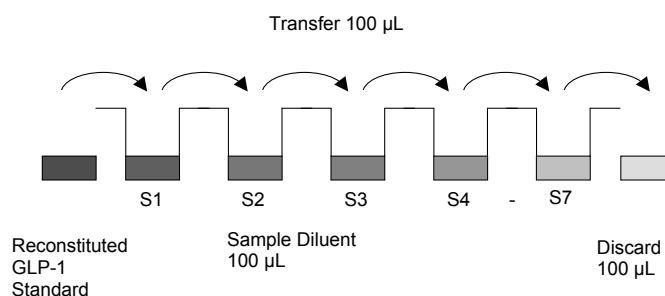 Transfer 100 µL
S1 S2 S3 S4 - S7
Reconstituted
GLP-1
Standard
Sample Diluent
100 µL
Discard
100 µL